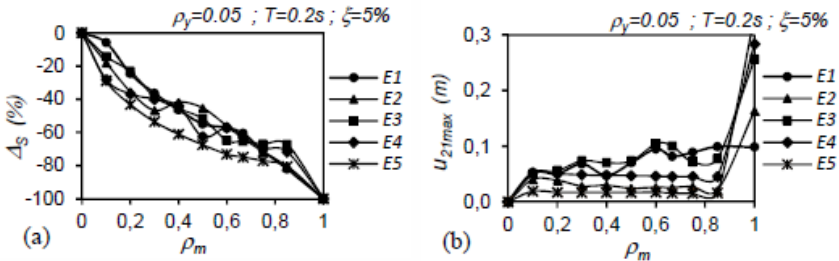 ρy=0.05 ; T=0.2s ; ξ=5%
0
-20
-40
-60
-80
-100
ΔS (%)
0 0,2 0,4 0,6 0,8 1
ρm
E1
E2
E3
E4
E5
(a)
ρy=0.05 ; T=0.2s ; ξ=5%
0,3
0,2
0,1
0,0
u21max (m)
0 0,2 0,4 0,6 0,8 1
ρm
E1
E2
E3
E4
E5
(b)